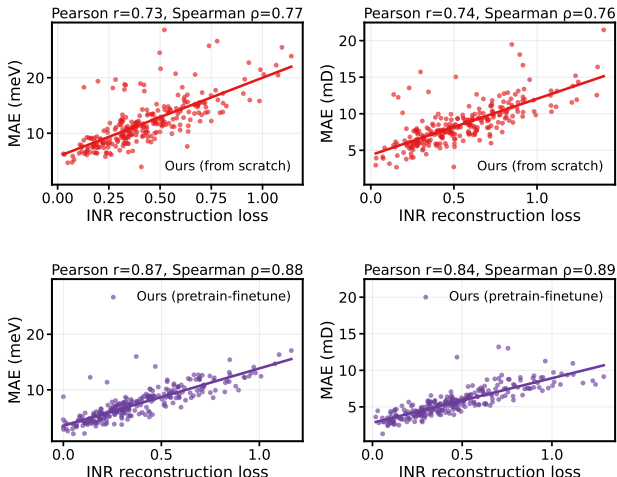 Pearson r=0.73, Spearman ρ=0.77
MAE (meV)
20
10
Ours (from scratch)
0.00 0.25 0.50 0.75 1.00
INR reconstruction loss
Pearson r=0.74, Spearman ρ=0.76
MAE (mD)
20
15
10
5
Ours (from scratch)
0.0 0.5 1.0
INR reconstruction loss
Pearson r=0.87, Spearman ρ=0.88
MAE (meV)
Ours (pretrain-finetune)
20
10
0.0 0.5 1.0
INR reconstruction loss
Pearson r=0.84, Spearman ρ=0.89
MAE (mD)
Ours (pretrain-finetune)
20
15
10
5
0.0 0.5 1.0
INR reconstruction loss